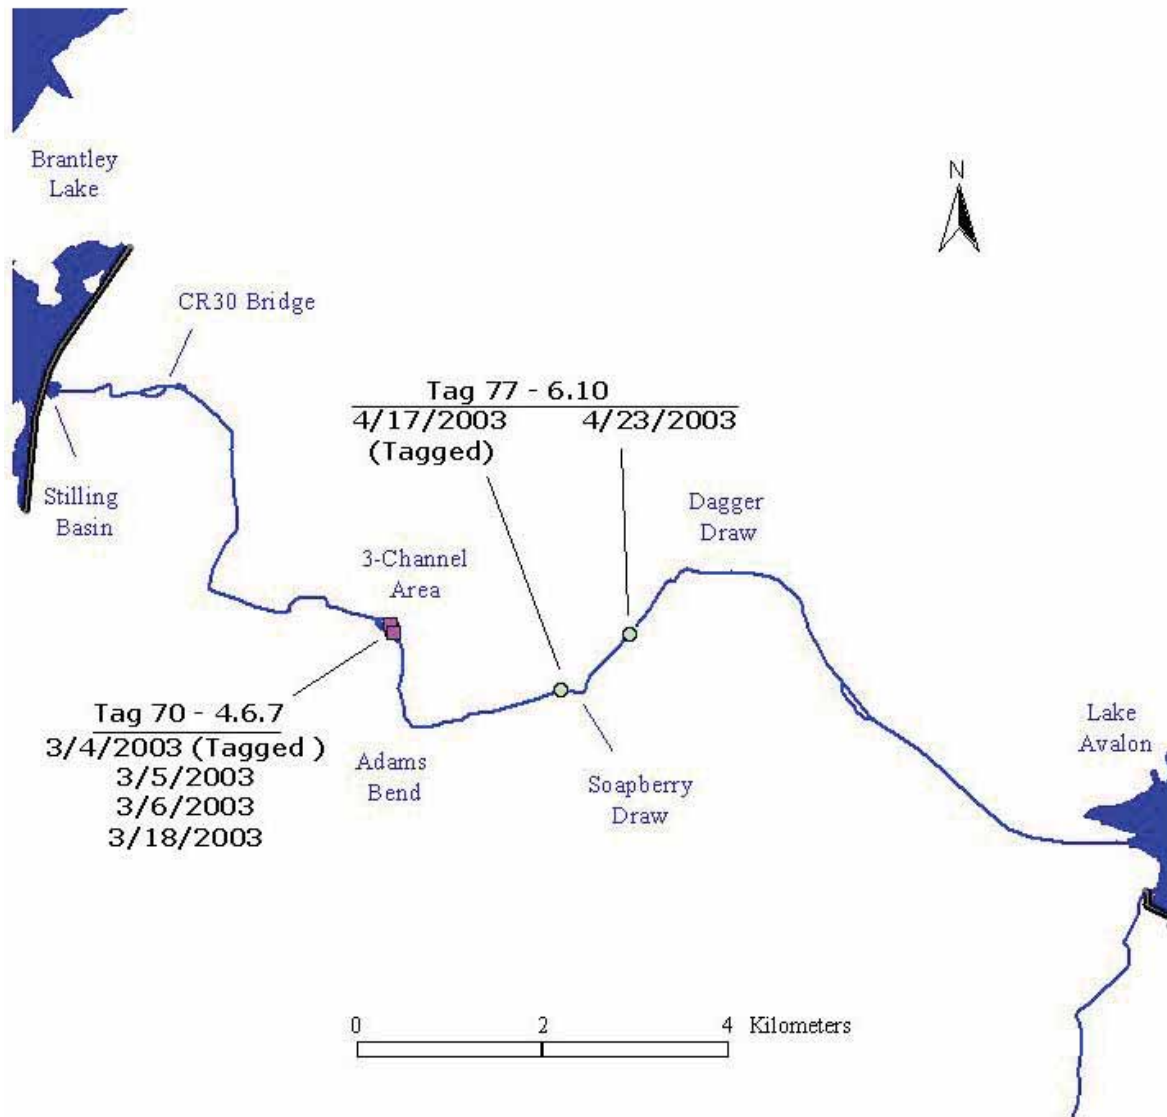 Brantley
Lake
N
CR30 Bridge
Tag 77 - 6.10
4/17/2003 4/23/2003
(Tagged)
Stilling
Basin
Dagger
Draw
3-Channel
Area
Tag 70 - 4.6.7
3/4/2003 (Tagged )
3/5/2003
3/6/2003
3/18/2003
Adams
Bend
Soapberry
Draw
Lake
Avalon
0 2 4 Kilometers